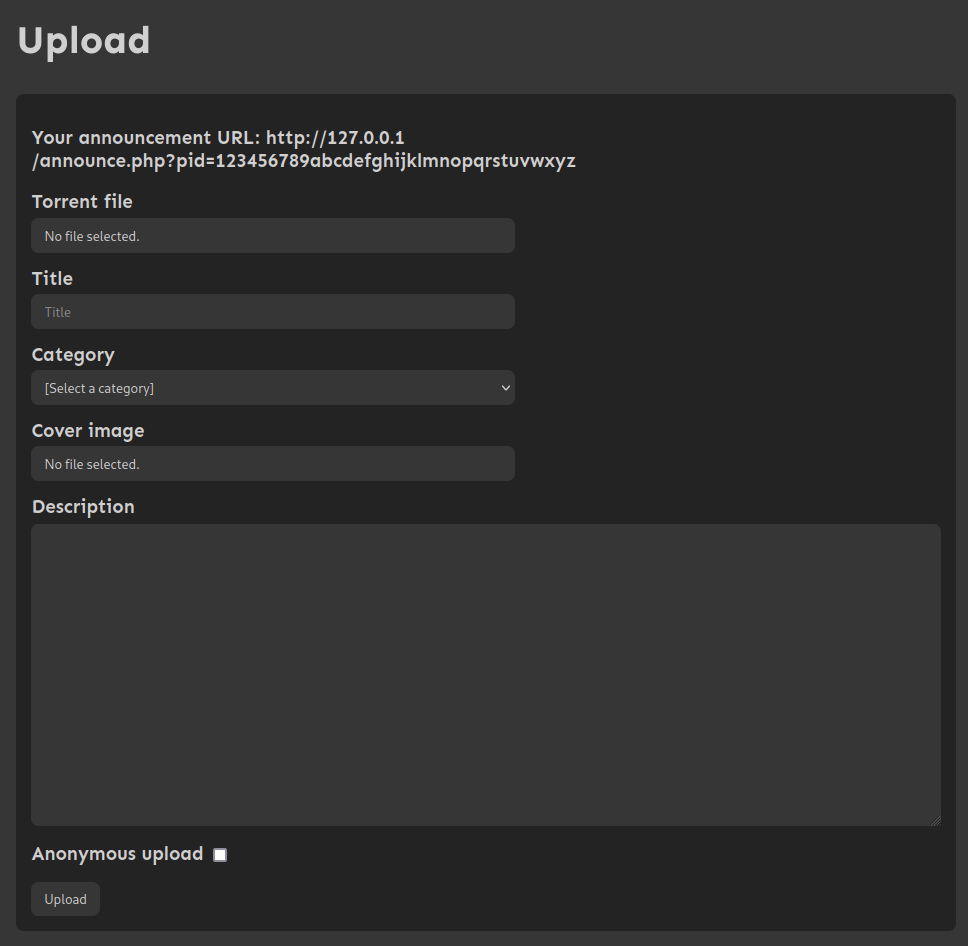 Upload
Your announcement URL: http://127.0.0.1
/announce.php?pid=123456789abcdefghijklmnopqrstuvwxyz
Torrent file
No file selected.
Title
Title
Category
[Select a category]
Cover image
No file selected.
Description
Anonymous upload
Upload